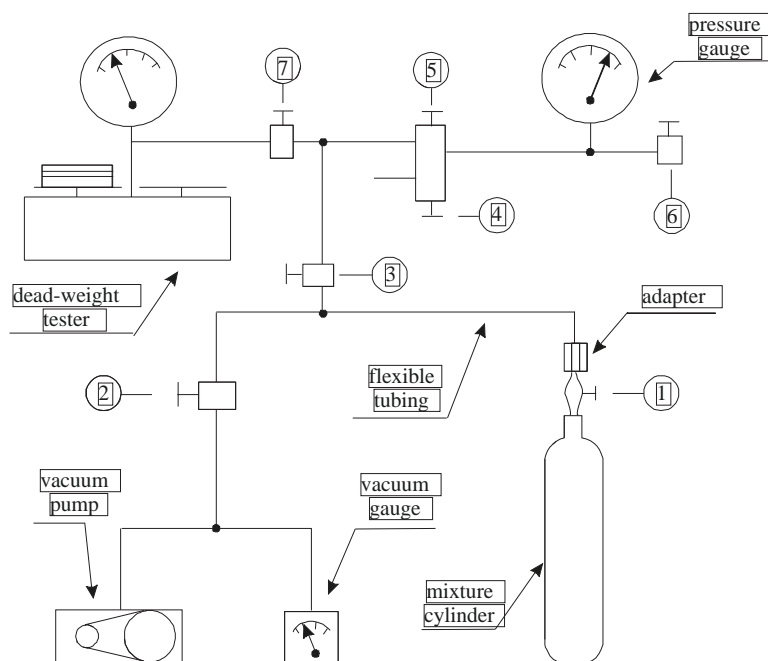 pressure
gauge
7
5
4
6
3
dead-weight
tester
adapter
flexible
tubing
2
1
vacuum
pump
vacuum
gauge
mixture
cylinder